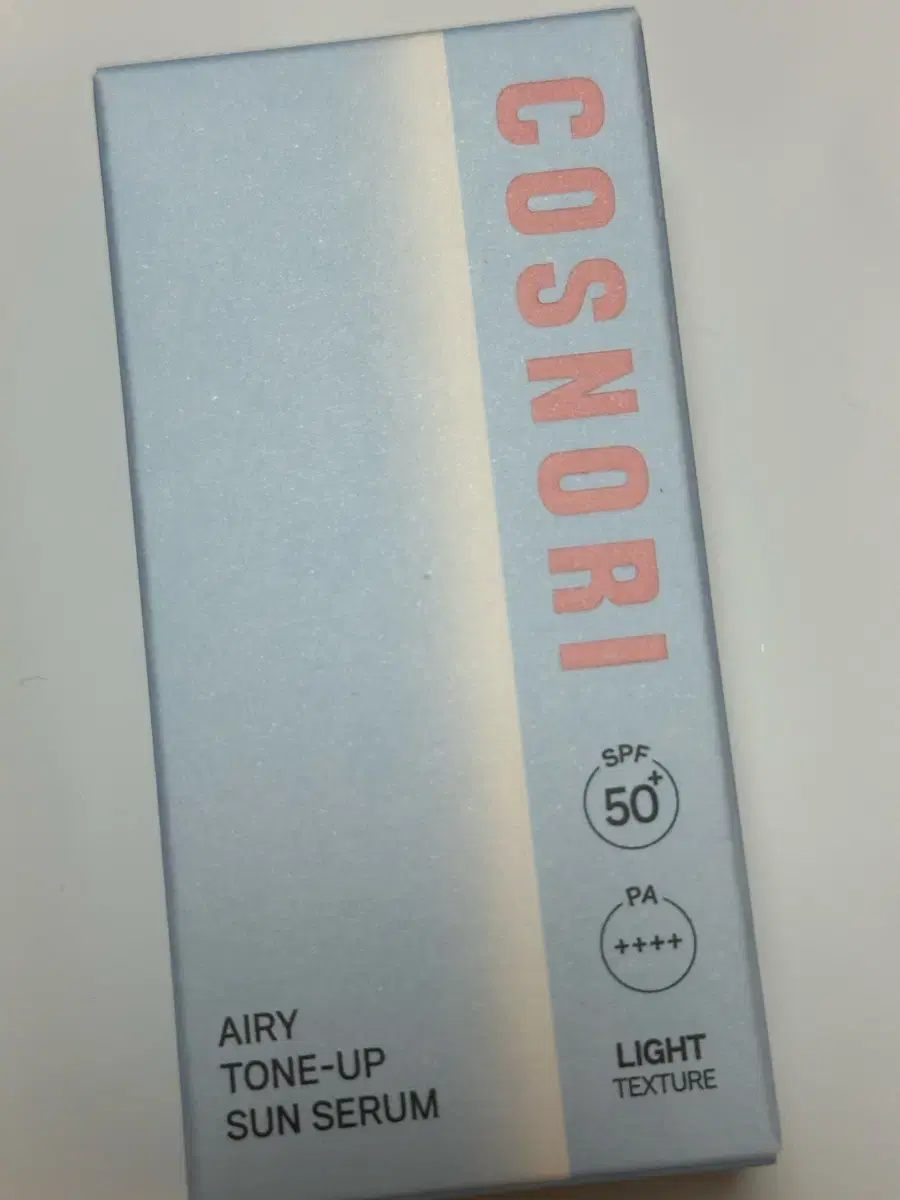 COSNORI
SPF
50+
PA
++++
LIGHT
TEXTURE
AIRY
TONE-UP
SUN SERUM